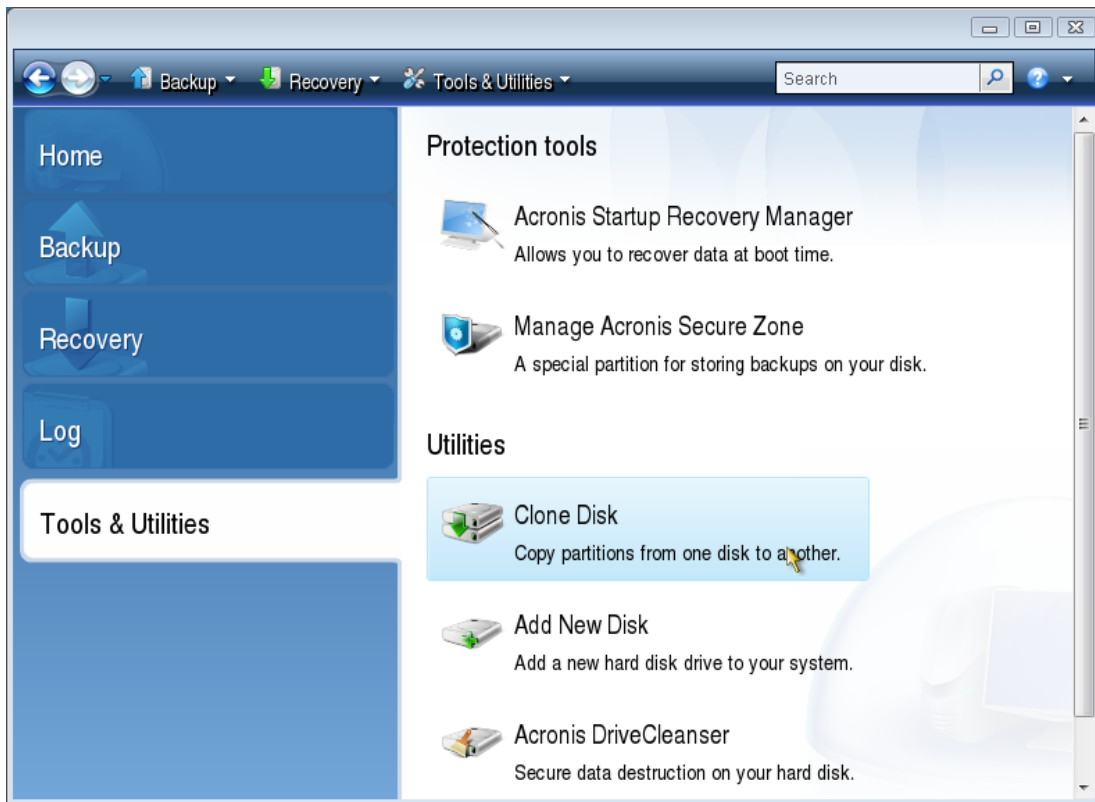 Backup
Recovery
Tools & Utilities
Search
Home
Backup
Recovery
Log
Tools & Utilities
Protection tools
Acronis Startup Recovery Manager
Allows you to recover data at boot time.
Manage Acronis Secure Zone
A special partition for storing backups on your disk.
Utilities
Clone Disk
Copy partitions from one disk to another.
Add New Disk
Add a new hard disk drive to your system.
Acronis DriveCleanser
Secure data destruction on your hard disk.